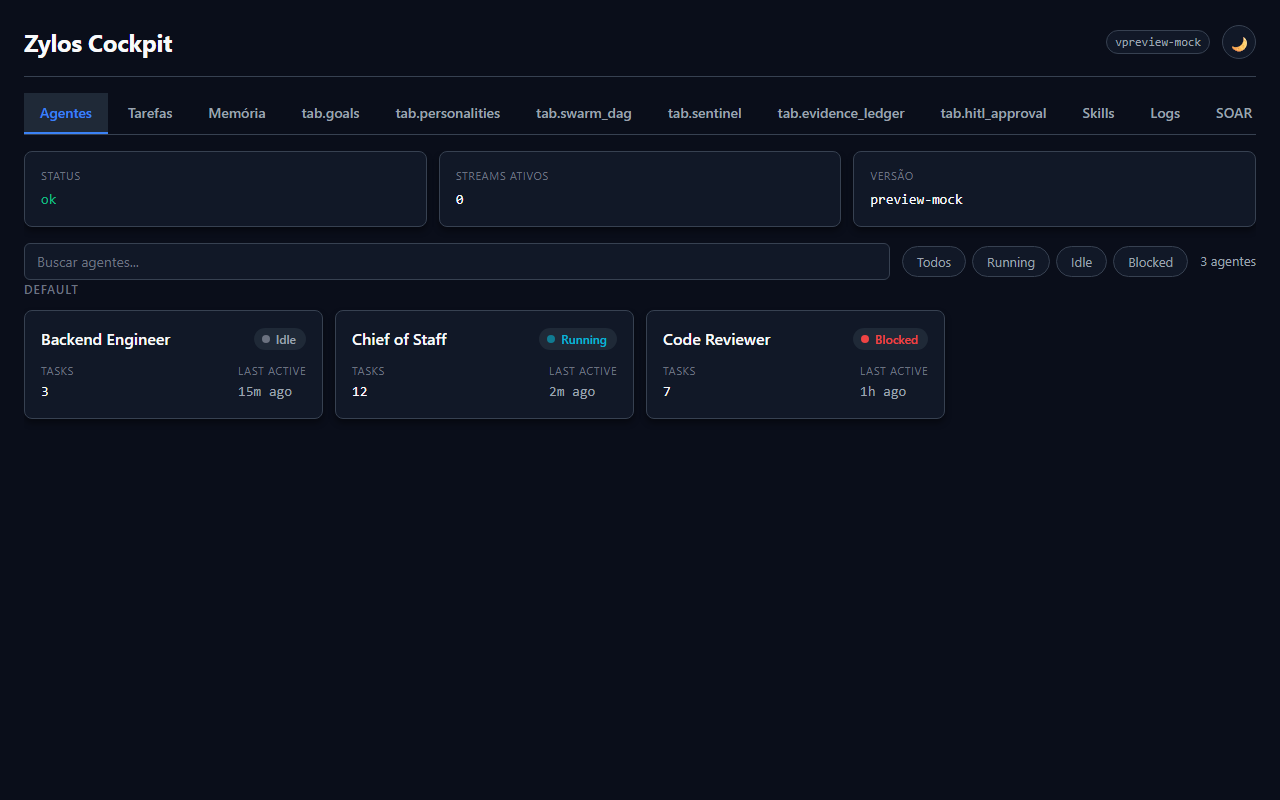 Zylos Cockpit
vpreview-mock
Agentes Tarefas Memória tab.goals tab.personalities tab.swarm_dag tab.sentinel tab.evidence_ledger tab.hitl_approval Skills Logs SOAR
STATUS
ok
STREAMS ATIVOS
0
VERSÃO
preview-mock
Buscar agentes...
Todos Running Idle Blocked 3 agentes
DEFAULT
Backend Engineer Idle
TASKS LAST ACTIVE
3 15m ago
Chief of Staff Running
TASKS LAST ACTIVE
12 2m ago
Code Reviewer Blocked
TASKS LAST ACTIVE
7 1h ago